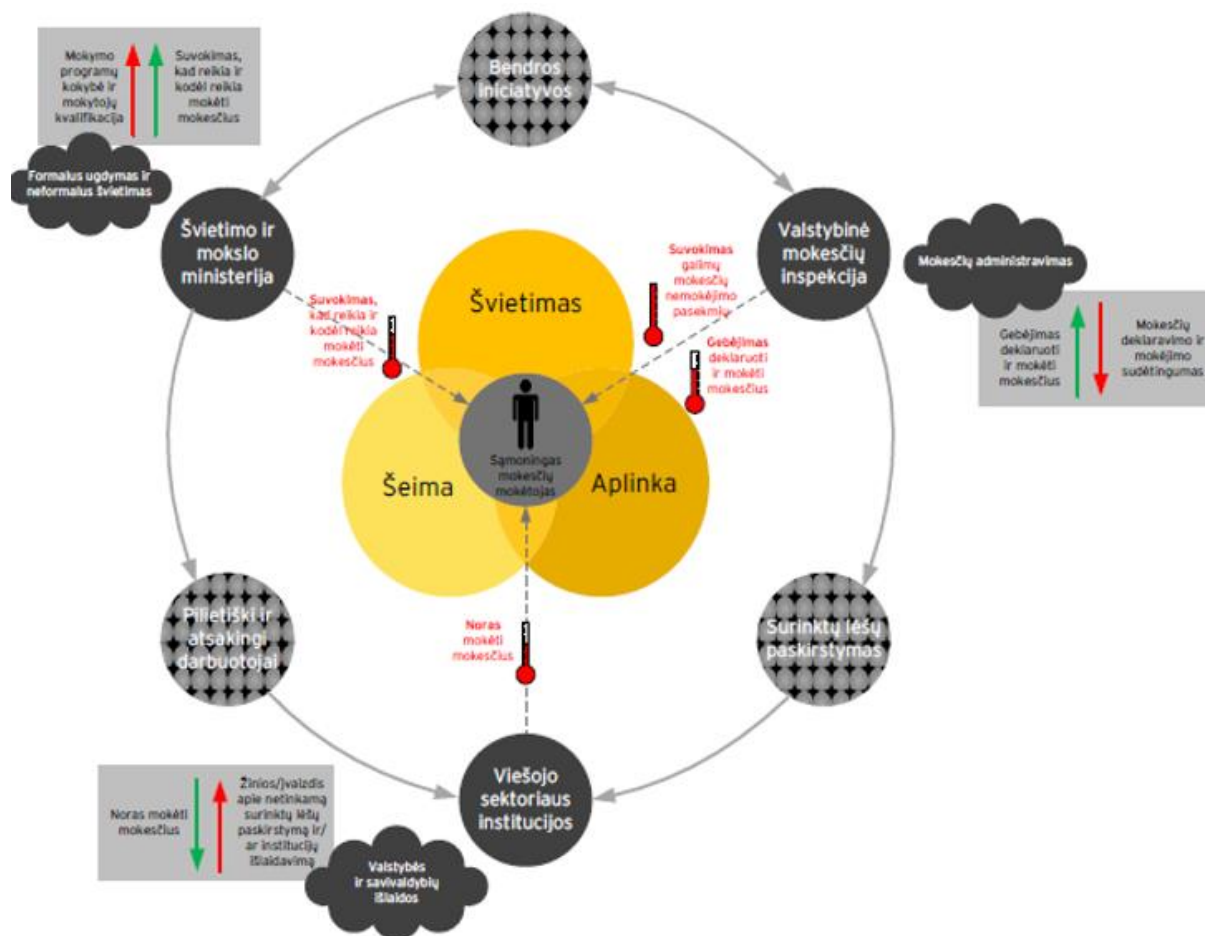 Mokymo
programų
kokybė ir
mokytojų
kvalifikacija
Suvokimas,
kad reikia ir
kodėl reikia
mokėti
mokesčius
Formalus ugdymas ir
neformalus švietimas
Bendros
iniciatyvos
Švietimo ir
mokslo
ministerija
Valstybinė
mokesčių
inspekcija
Mokesčių administravimas
Gebėjimas
deklaruoti
ir mokėti
mokesčius
Mokesčių
deklaravimo ir
mokėjimo
sudėtingumas
Suvokimas,
kad reikia ir
kodėl reikia
mokėti
mokesčius
Švietimas
Suvokimas
galimų
mokesčių
nemokėjimo
pasekmių
Gebėjimas
deklaruoti
ir mokėti
mokesčius
Šeima
Sąmoningas
mokesčių
mokėtojas
Aplinka
Pilietiški ir
atsakingi
darbuotojai
Noras
mokėti
mokesčius
Surinktų lėšų
paskirstymas
Viešojo
sektoriaus
institucijos
Noras mokėti
mokesčius
Žinios/įvaizdis
apie netinkamą
surinktų lėšų
paskirstymą ir/
ar institucijų
išlaidavimą
Valstybės
ir savivaldybių
išlaidos